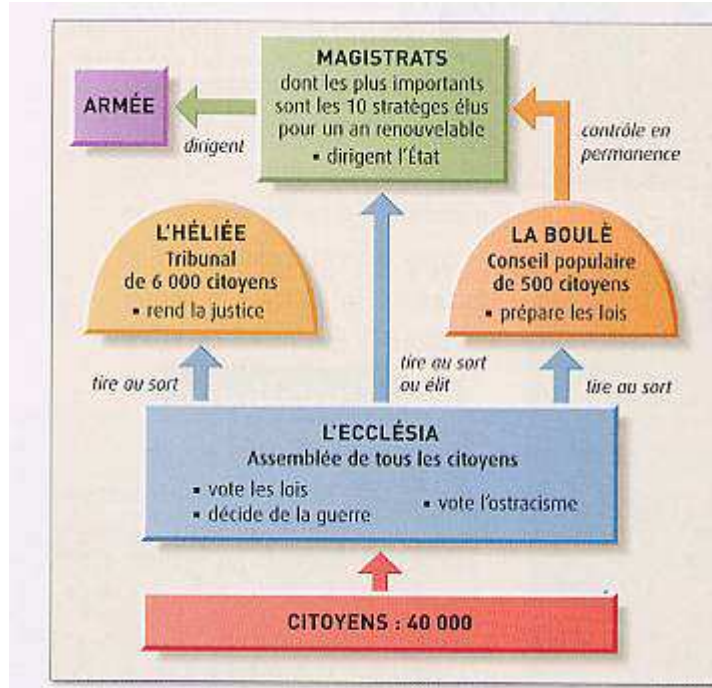 MAGISTRATS
dont les plus importants
sont les 10 stratèges élus
pour un an renouvelable
▪ dirigent l'État
ARMÉE
dirigent
contrôle en
permanence
L'HÉLIÉE
Tribunal
de 6 000 citoyens
▪ rend la justice
LA BOULÈ
Conseil populaire
de 500 citoyens
▪ prépare les lois
tire au sort
tire au sort
ou élit
tire au sort
L'ECCLÉSIA
Assemblée de tous les citoyens
▪ vote les lois
▪ décide de la guerre
▪ vote l'ostracisme
CITOYENS : 40 000